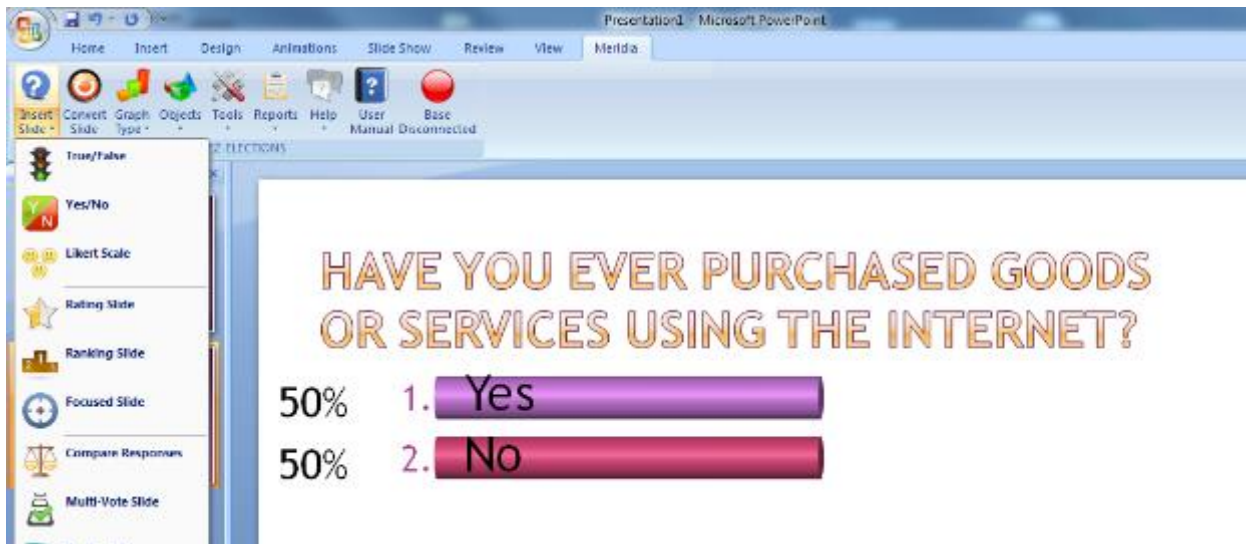 Presentation1 - Microsoft PowerPoint
Home Insert Design Animations Slide Show Review View Meridia
Insert Slide Convert Slide Graph Type Objects Tools Reports Help User Manual Base Disconnected
EZ-ELECTIONS
True/False
Yes/No
Likert Scale
Rating Slide
Ranking Slide
Focused Slide
Compare Responses
Multi-Vote Slide
HAVE YOU EVER PURCHASED GOODS
OR SERVICES USING THE INTERNET?
50% 1. Yes
50% 2. No